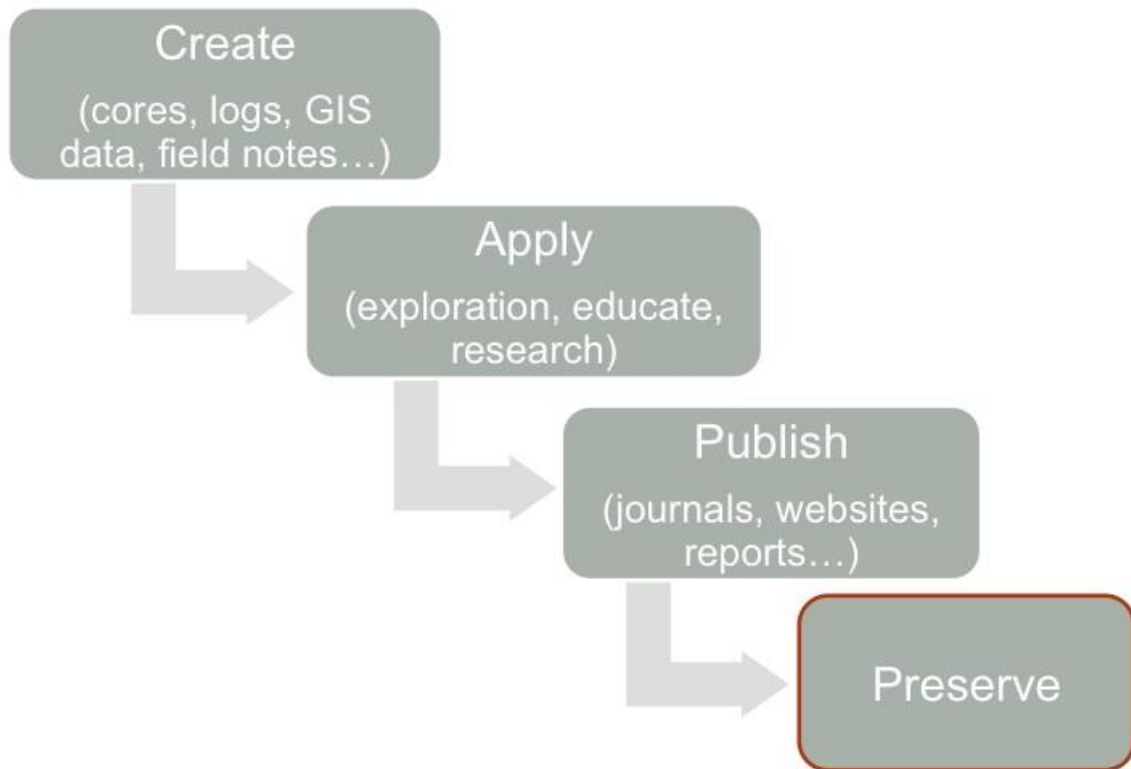 Create
(cores, logs, GIS
data, field notes…)
Apply
(exploration, educate,
research)
Publish
(journals, websites,
reports…)
Preserve